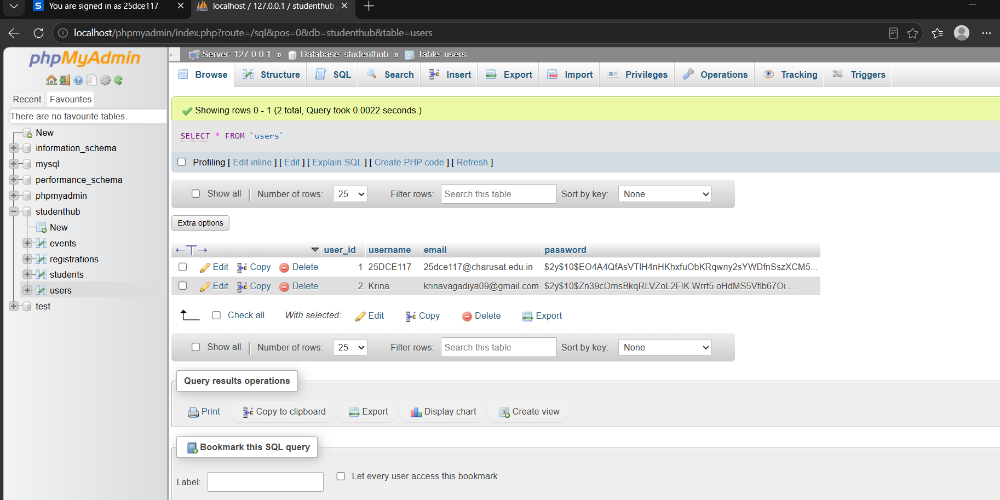 You are signed in as 25dce117
localhost / 127.0.0.1 / studenthub
localhost/phpmyadmin/index.php?route=/sql&pos=0&db=studenthub&table=users
phpMyAdmin
Server: 127.0.0.1 » Database: studenthub » Table: users
Browse Structure SQL Search Insert Export Import Privileges Operations Tracking Triggers
Recent Favourites
There are no favourite tables.
New
information_schema
mysql
performance_schema
phpmyadmin
studenthub
New
events
registrations
students
users
test
Showing rows 0 - 1 (2 total, Query took 0.0022 seconds.)
SELECT * FROM `users`
Profiling [ Edit inline ] [ Edit ] [ Explain SQL ] [ Create PHP code ] [ Refresh ]
Show all | Number of rows: 25 Filter rows: Search this table Sort by key: None
Extra options
←T→ user_id username email password
Edit Copy Delete 1 25DCE117 25dce117@charusat.edu.in $2y$10$EO4A4QfAsVTlH4nHKhxfuObKRqwny2sYWDfnSszXCM5...
Edit Copy Delete 2 Krina krinavagadiya09@gmail.com $2y$10$Zn39cOmsBkqRLVZoL2FlK.Wrrt5.oHdMS5Vflb67Oi....
Check all With selected: Edit Copy Delete Export
Show all | Number of rows: 25 Filter rows: Search this table Sort by key: None
Query results operations
Print Copy to clipboard Export Display chart Create view
Bookmark this SQL query
Label: Let every user access this bookmark